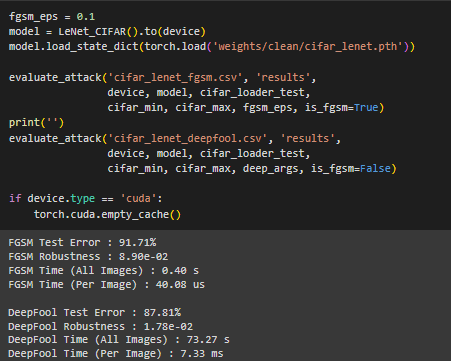 fgsm_eps = 0.1
model = LeNet_CIFAR().to(device)
model.load_state_dict(torch.load('weights/clean/cifar_lenet.pth'))

evaluate_attack('cifar_lenet_fgsm.csv', 'results',
                device, model, cifar_loader_test,
                cifar_min, cifar_max, fgsm_eps, is_fgsm=True)
print('')
evaluate_attack('cifar_lenet_deepfool.csv', 'results',
                device, model, cifar_loader_test,
                cifar_min, cifar_max, deep_args, is_fgsm=False)

if device.type == 'cuda':
    torch.cuda.empty_cache()

FGSM Test Error : 91.71%
FGSM Robustness : 8.90e-02
FGSM Time (All Images) : 0.40 s
FGSM Time (Per Image) : 40.08 us

DeepFool Test Error : 87.81%
DeepFool Robustness : 1.78e-02
DeepFool Time (All Images) : 73.27 s
DeepFool Time (Per Image) : 7.33 ms